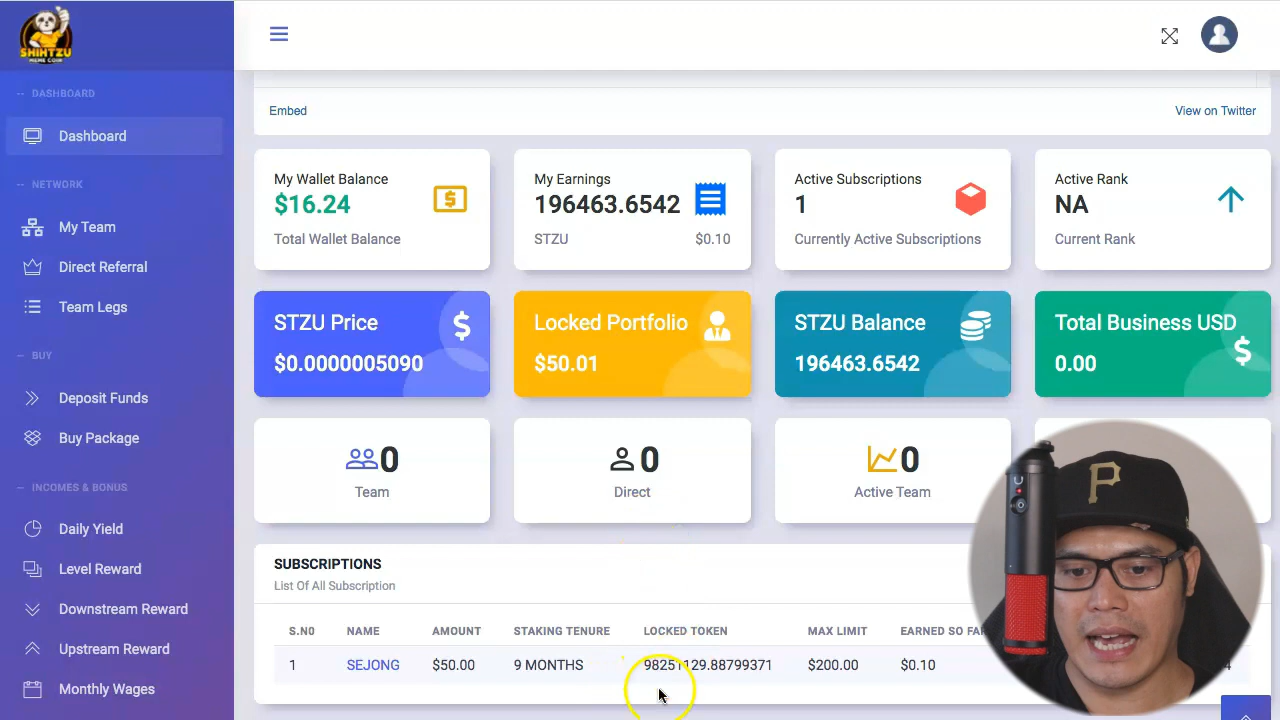 SHIHTZU
MEME COIN
DASHBOARD
Dashboard
NETWORK
My Team
Direct Referral
Team Legs
BUY
Deposit Funds
Buy Package
INCOMES & BONUS
Daily Yield
Level Reward
Downstream Reward
Upstream Reward
Monthly Wages
Embed
View on Twitter
My Wallet Balance
$16.24
Total Wallet Balance
My Earnings
196463.6542
STZU $0.10
Active Subscriptions
1
Currently Active Subscriptions
Active Rank
NA
Current Rank
STZU Price
$0.0000005090
Locked Portfolio
$50.01
STZU Balance
196463.6542
Total Business USD
0.00
0
Team
0
Direct
0
Active Team
SUBSCRIPTIONS
List Of All Subscription
S.NO NAME AMOUNT STAKING TENURE LOCKED TOKEN MAX LIMIT EARNED SO
1 SEJONG $50.00 9 MONTHS 98251129.88799371 $200.00 $0.10
P